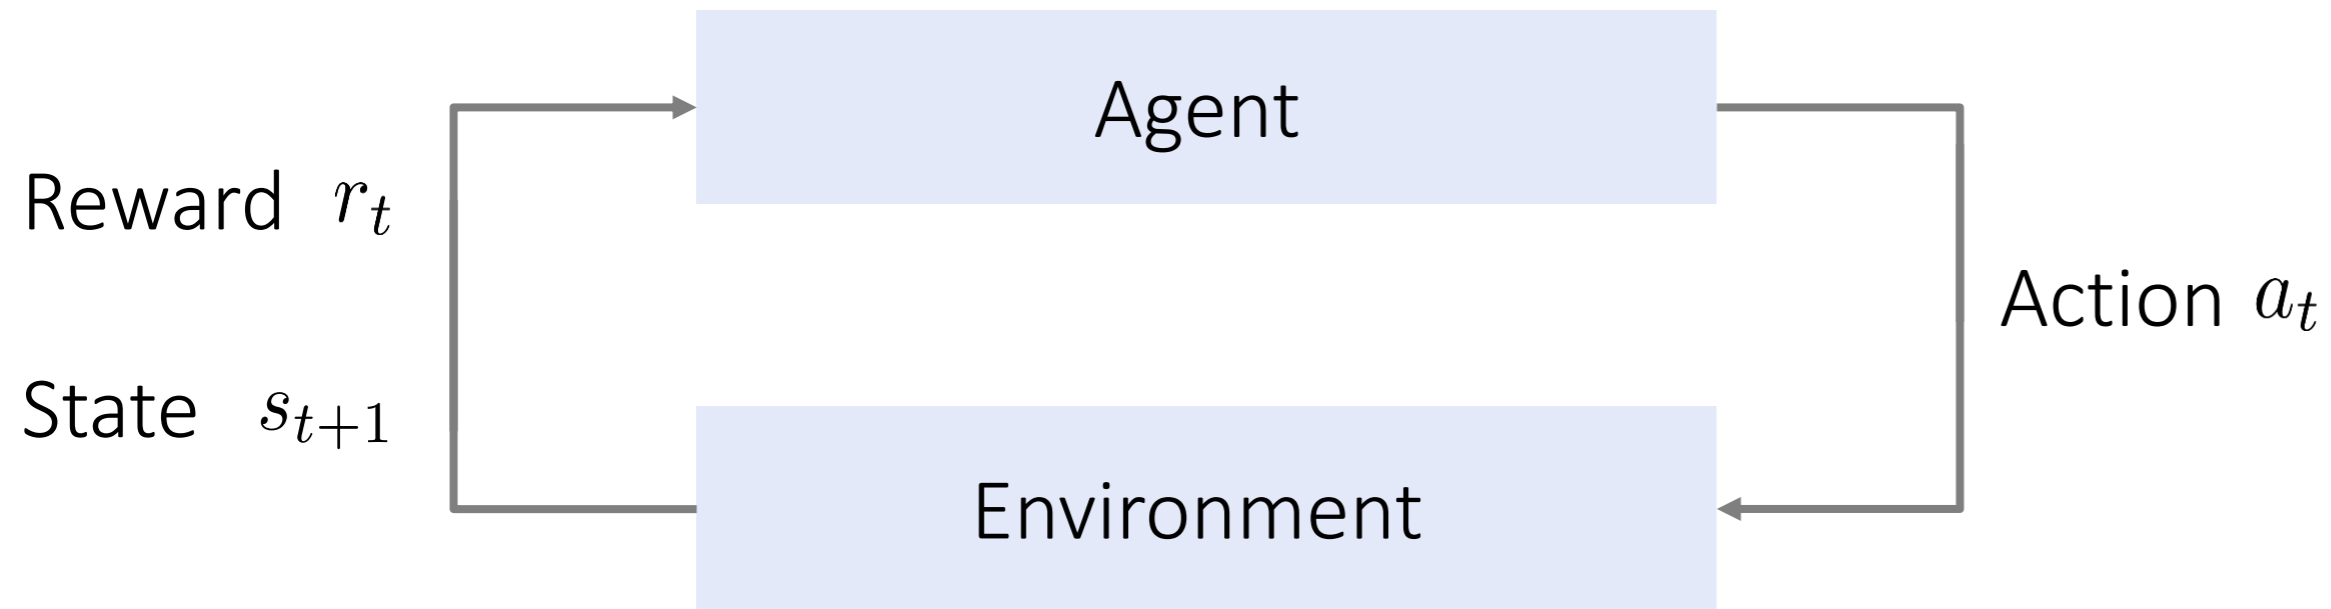 Agent
Reward r_t
Action a_t
State s_{t+1}
Environment